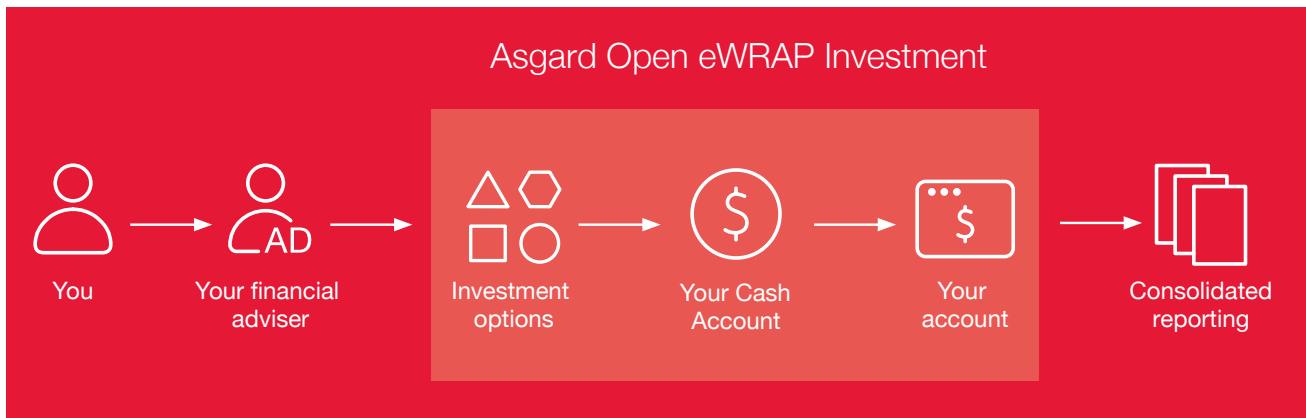 Asgard Open eWRAP Investment
AD
$
$
You
Your financial
adviser
Investment
options
Your Cash
Account
Your
account
Consolidated
reporting